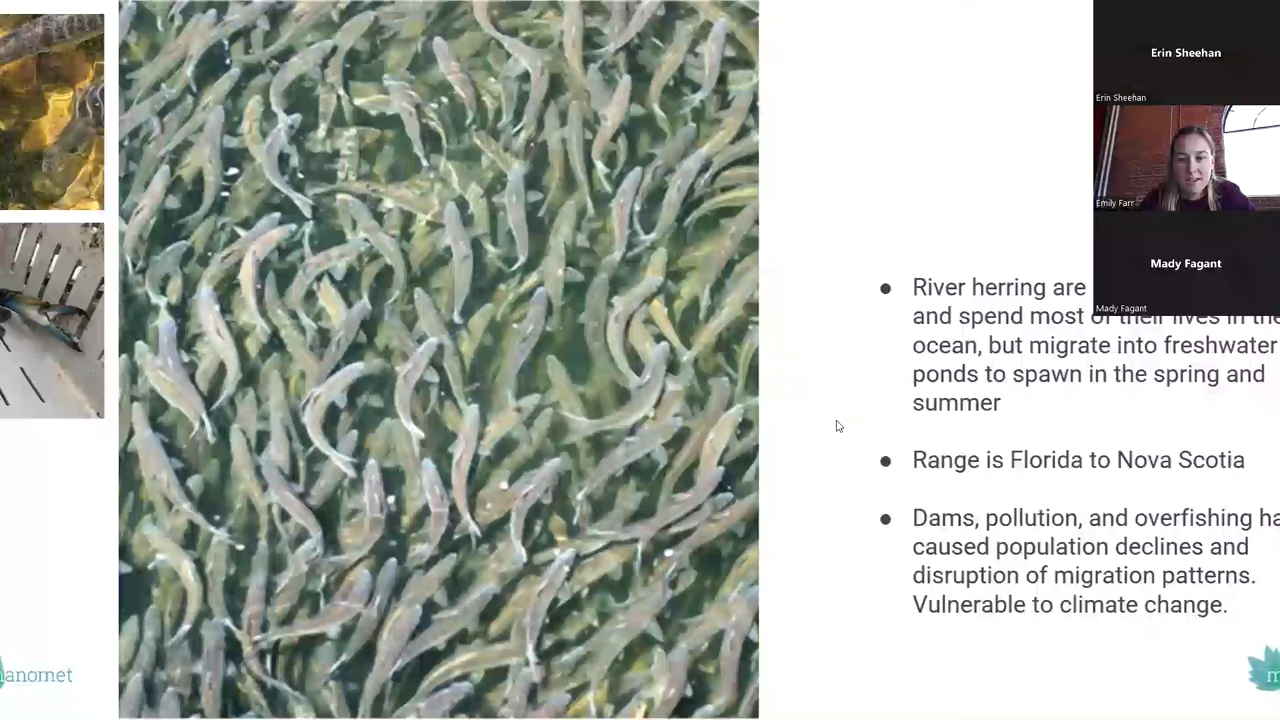 Erin Sheehan
Erin Sheehan
Emily Farr
Mady Fagant
Mady Fagant
● River herring are
and spend most of their lives in the
ocean, but migrate into freshwater
ponds to spawn in the spring and
summer
● Range is Florida to Nova Scotia
● Dams, pollution, and overfishing ha
caused population declines and
disruption of migration patterns.
Vulnerable to climate change.
anomet
m